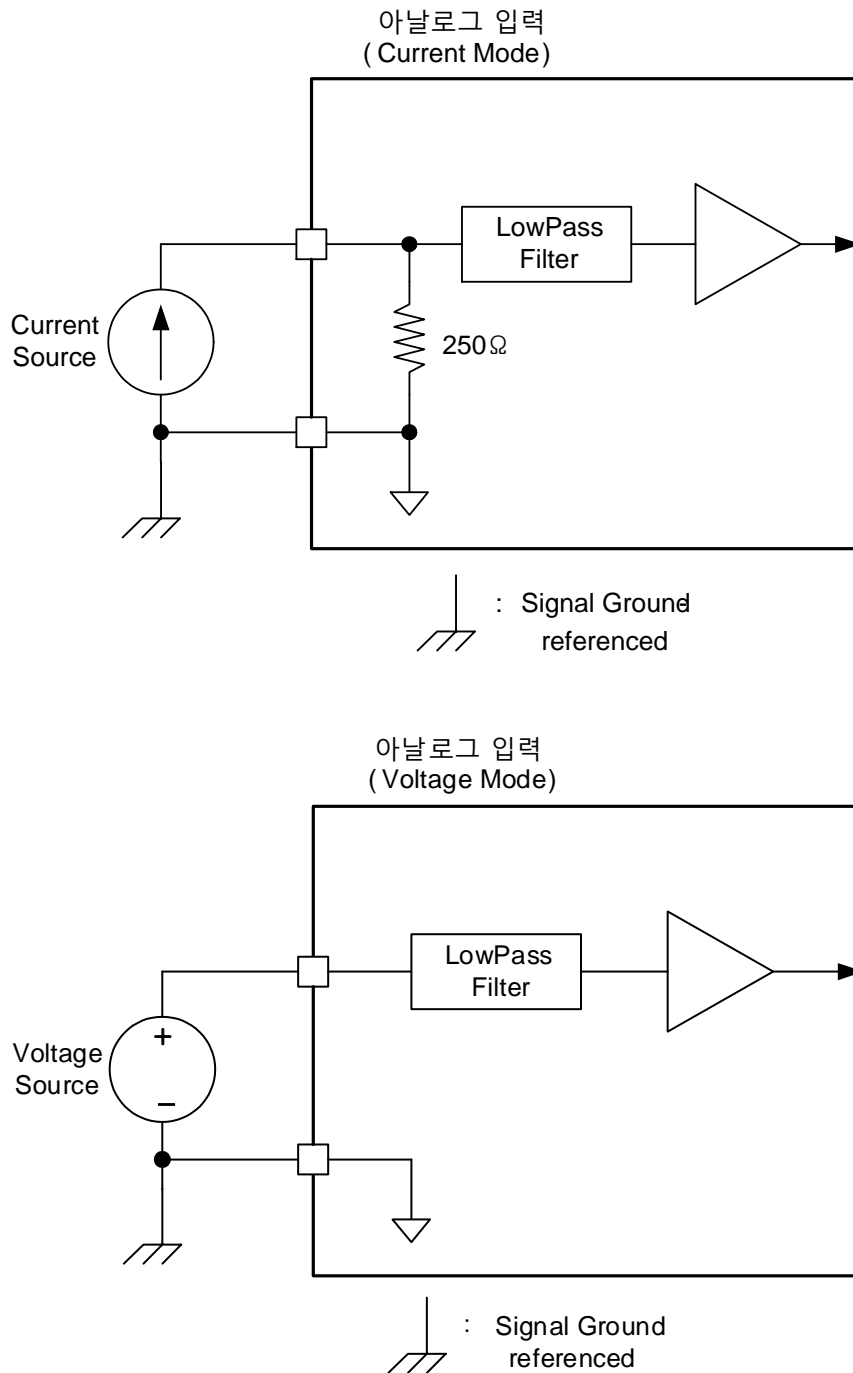 아날로그 입력
( Current Mode)
LowPass
Filter
Current
Source
250Ω
: Signal Ground
referenced
아날로그 입력
( Voltage Mode)
LowPass
Filter
+
Voltage
Source
−
: Signal Ground
referenced